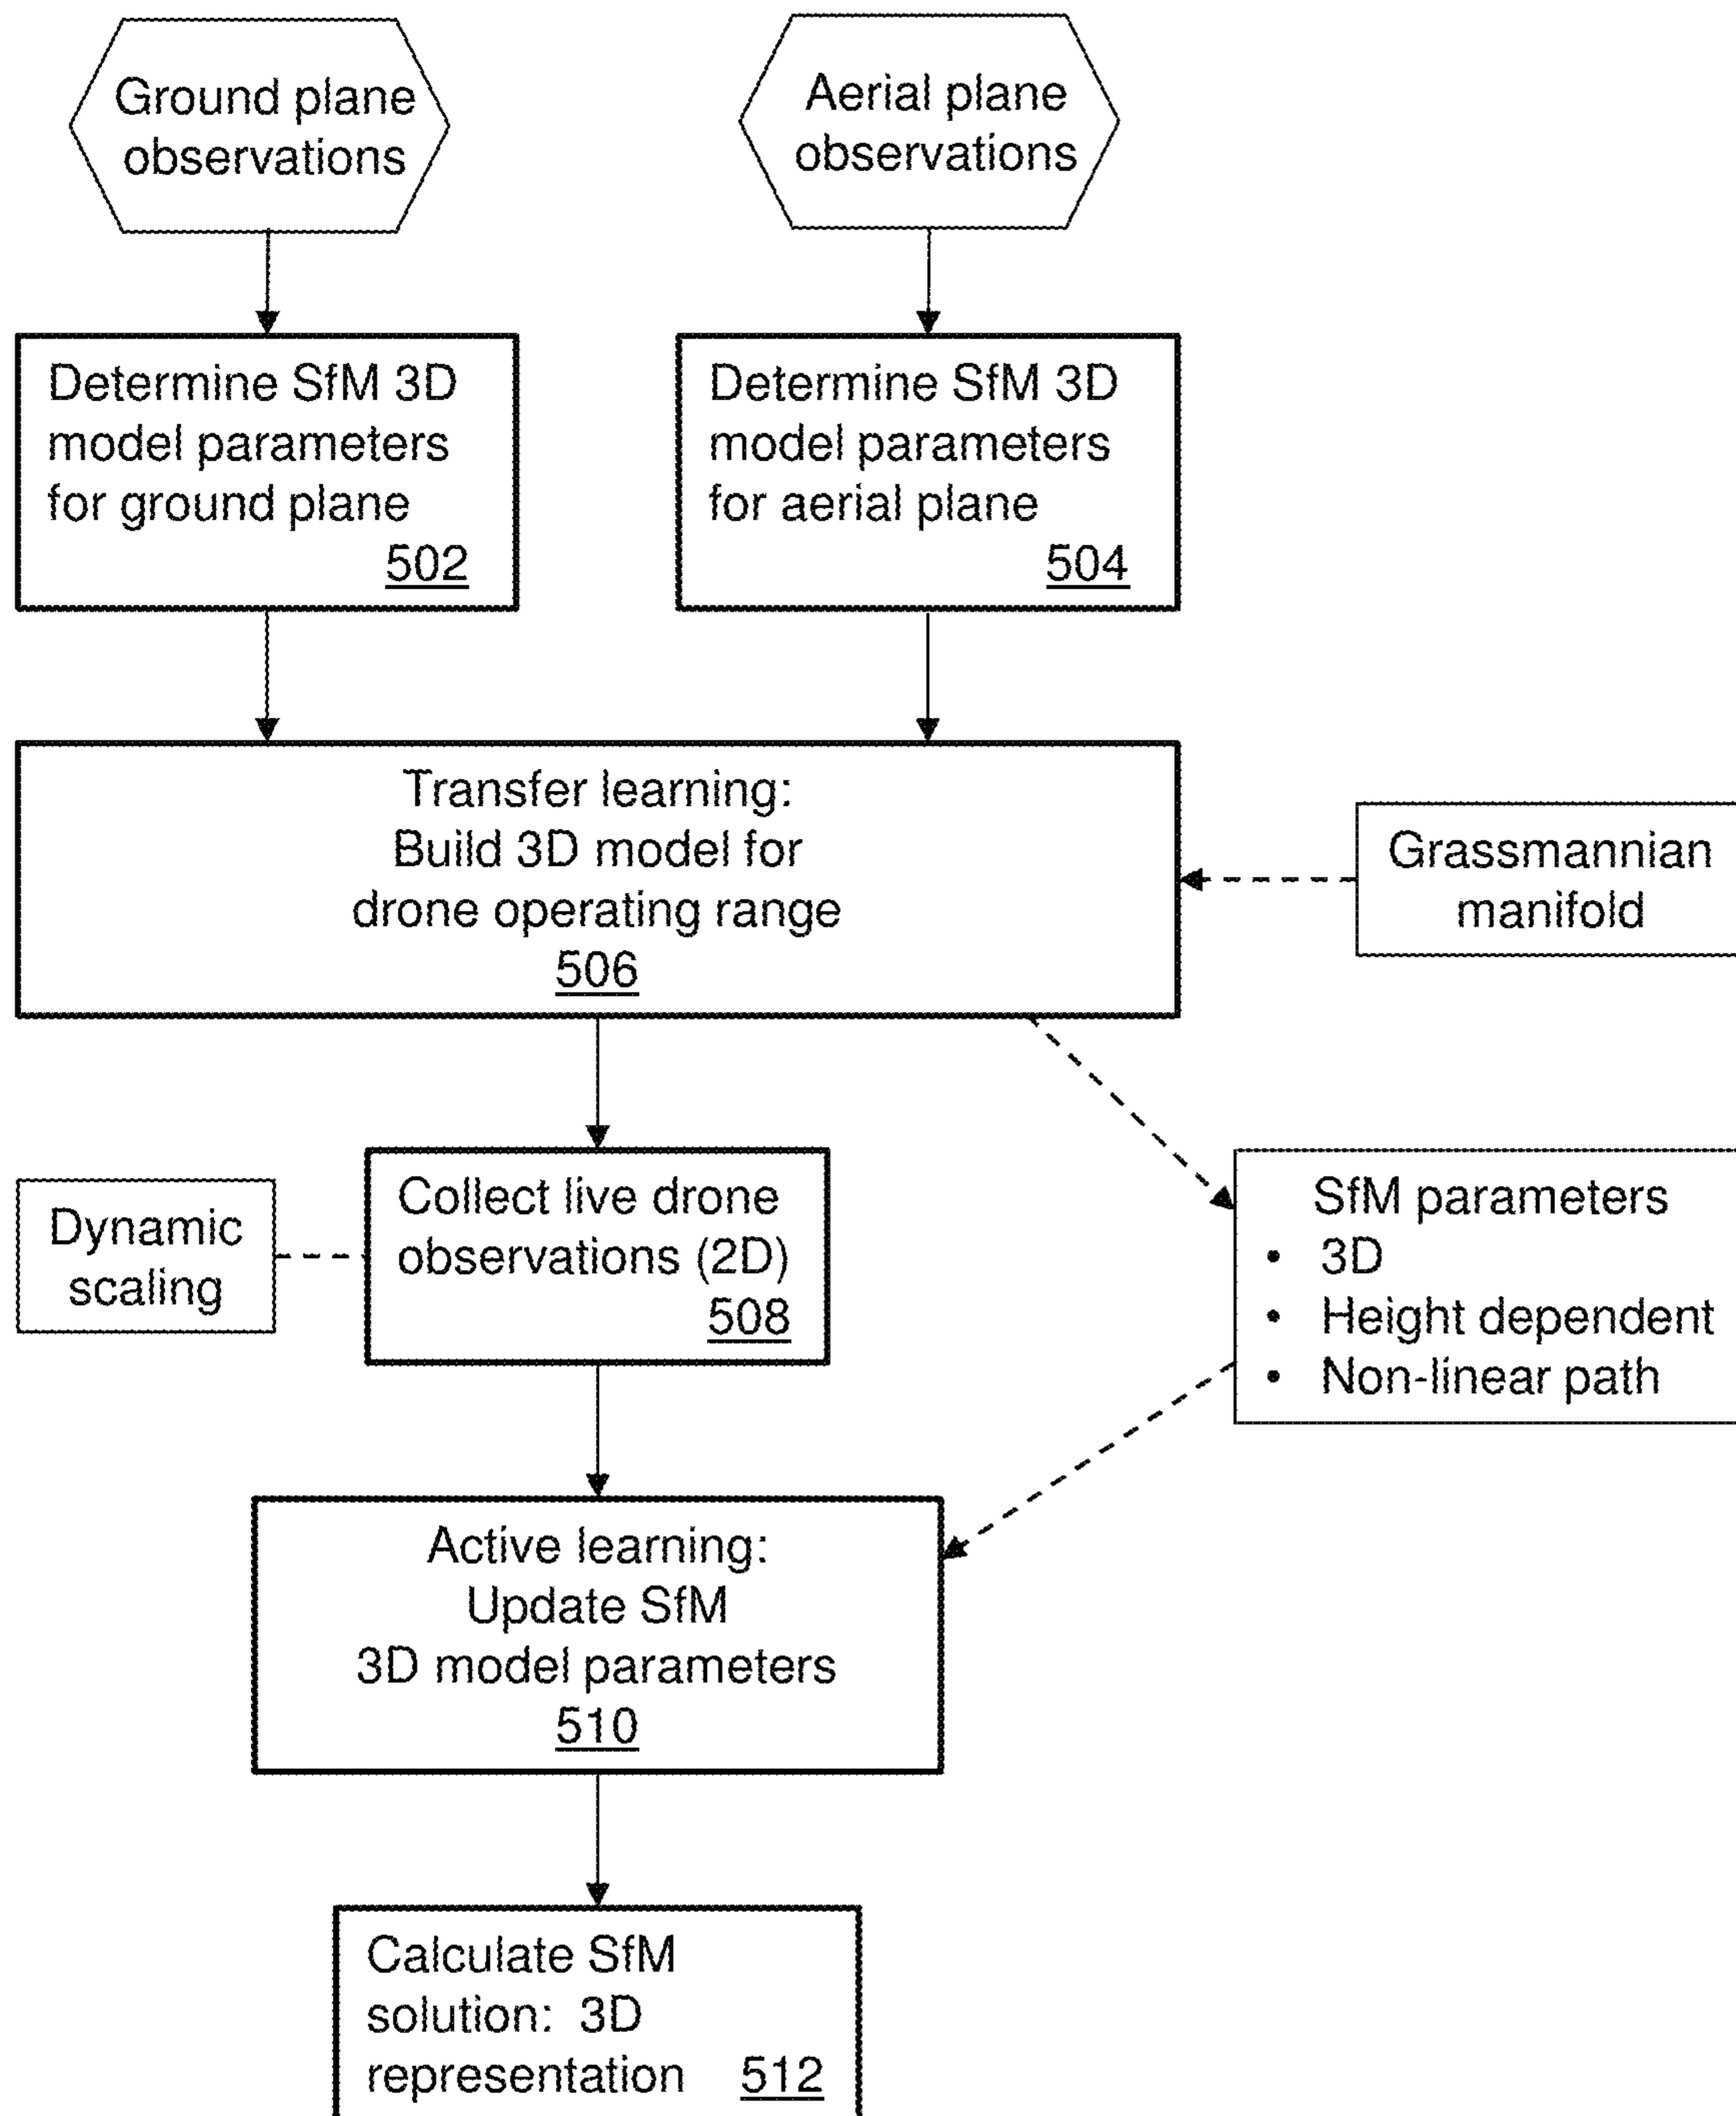 Ground plane
observations
Aerial plane
observations
Determine SfM 3D
model parameters
for ground plane
502
Determine SfM 3D
model parameters
for aerial plane
504
Transfer learning:
Build 3D model for
drone operating range
506
Grassmannian
manifold
Dynamic
scaling
Collect live drone
observations (2D)
508
SfM parameters
• 3D
• Height dependent
• Non-linear path
Active learning:
Update SfM
3D model parameters
510
Calculate SfM
solution: 3D
representation 512